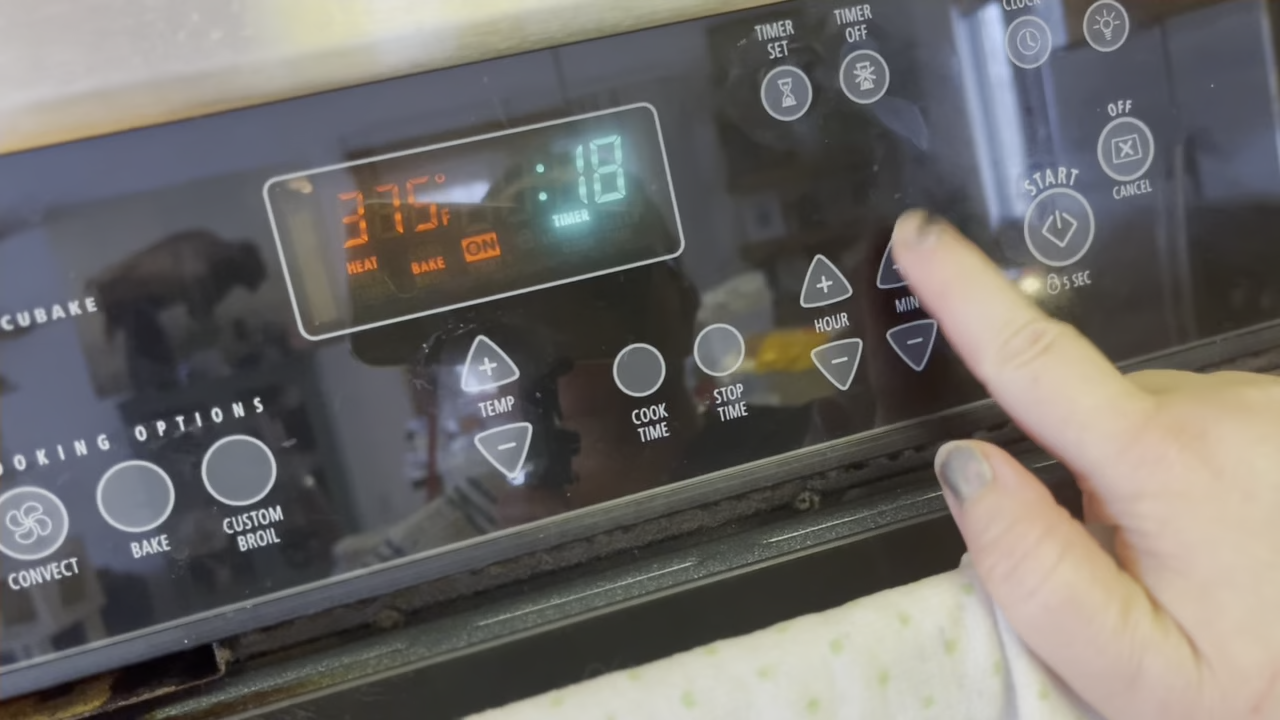 TIMER
SET
TIMER
OFF
CLOCK
375°F
:18
TIMER
HEAT
BAKE
ON
OFF
CANCEL
START
5 SEC
CUBAKE
TEMP
COOK
TIME
STOP
TIME
HOUR
MIN
OOKING OPTIONS
CONVECT
BAKE
CUSTOM
BROIL